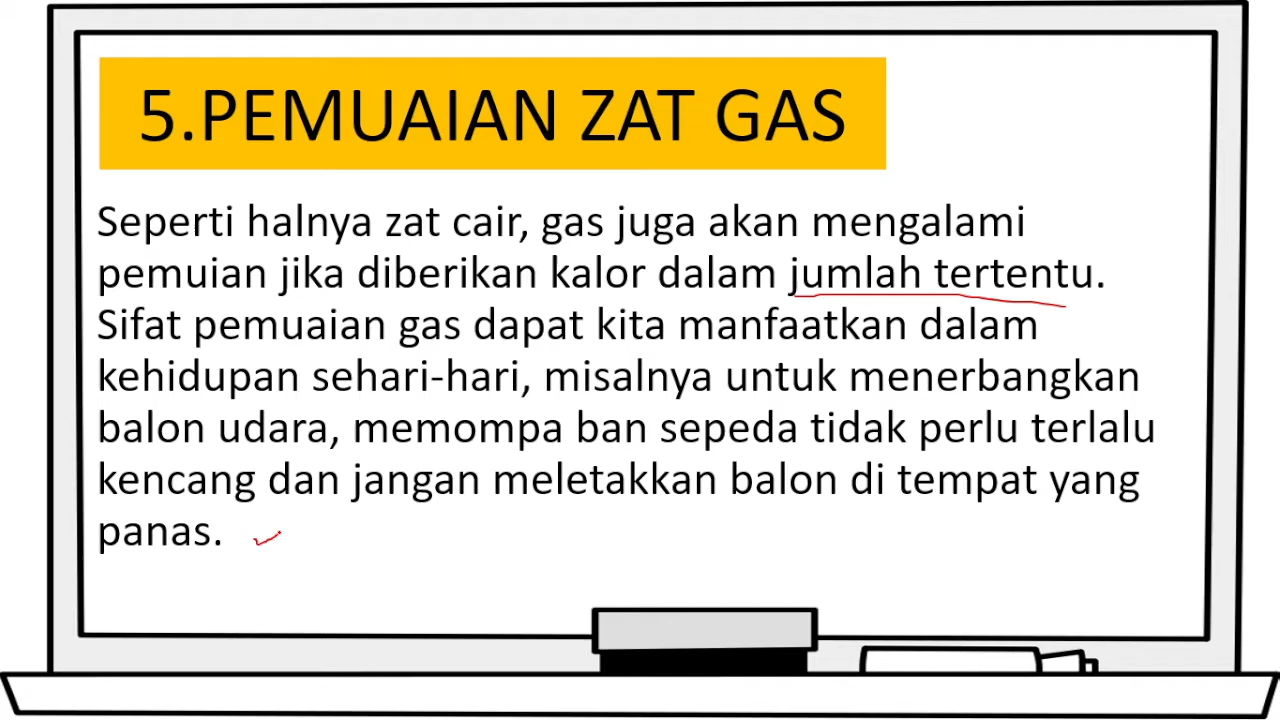 5.PEMUAIAN ZAT GAS
Seperti halnya zat cair, gas juga akan mengalami
pemuian jika diberikan kalor dalam jumlah tertentu.
Sifat pemuaian gas dapat kita manfaatkan dalam
kehidupan sehari-hari, misalnya untuk menerbangkan
balon udara, memompa ban sepeda tidak perlu terlalu
kencang dan jangan meletakkan balon di tempat yang
panas.